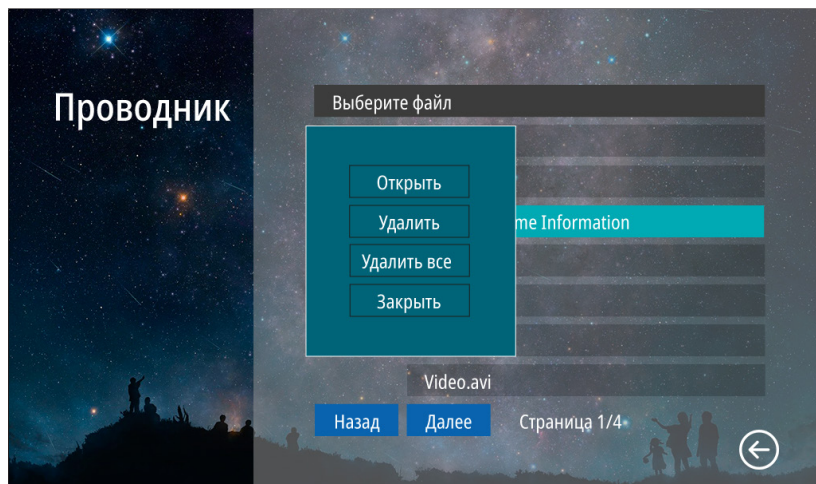 Проводник
Выберите файл
Открыть
Удалить
me Information
Удалить все
Закрыть
Video.avi
Назад
Далее
Страница 1/4